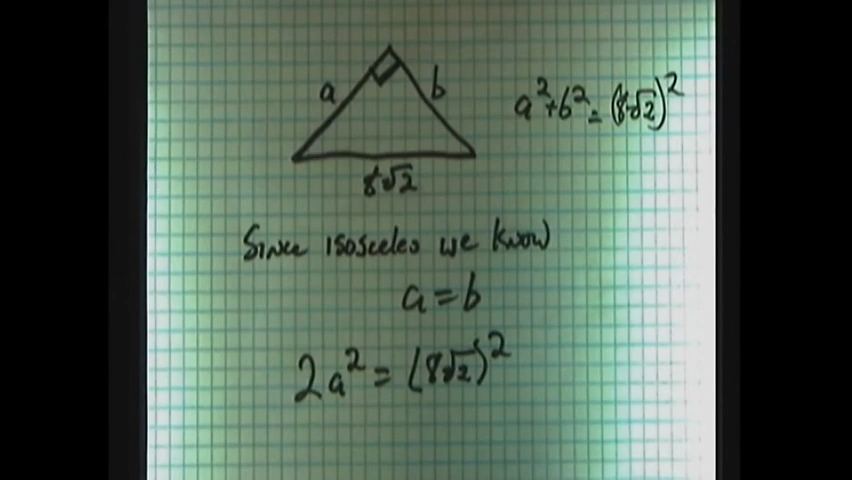 a
b
a²+b²=(8√2)²
8√2
Since isosceles we know
a=b
2a²=(8√2)²